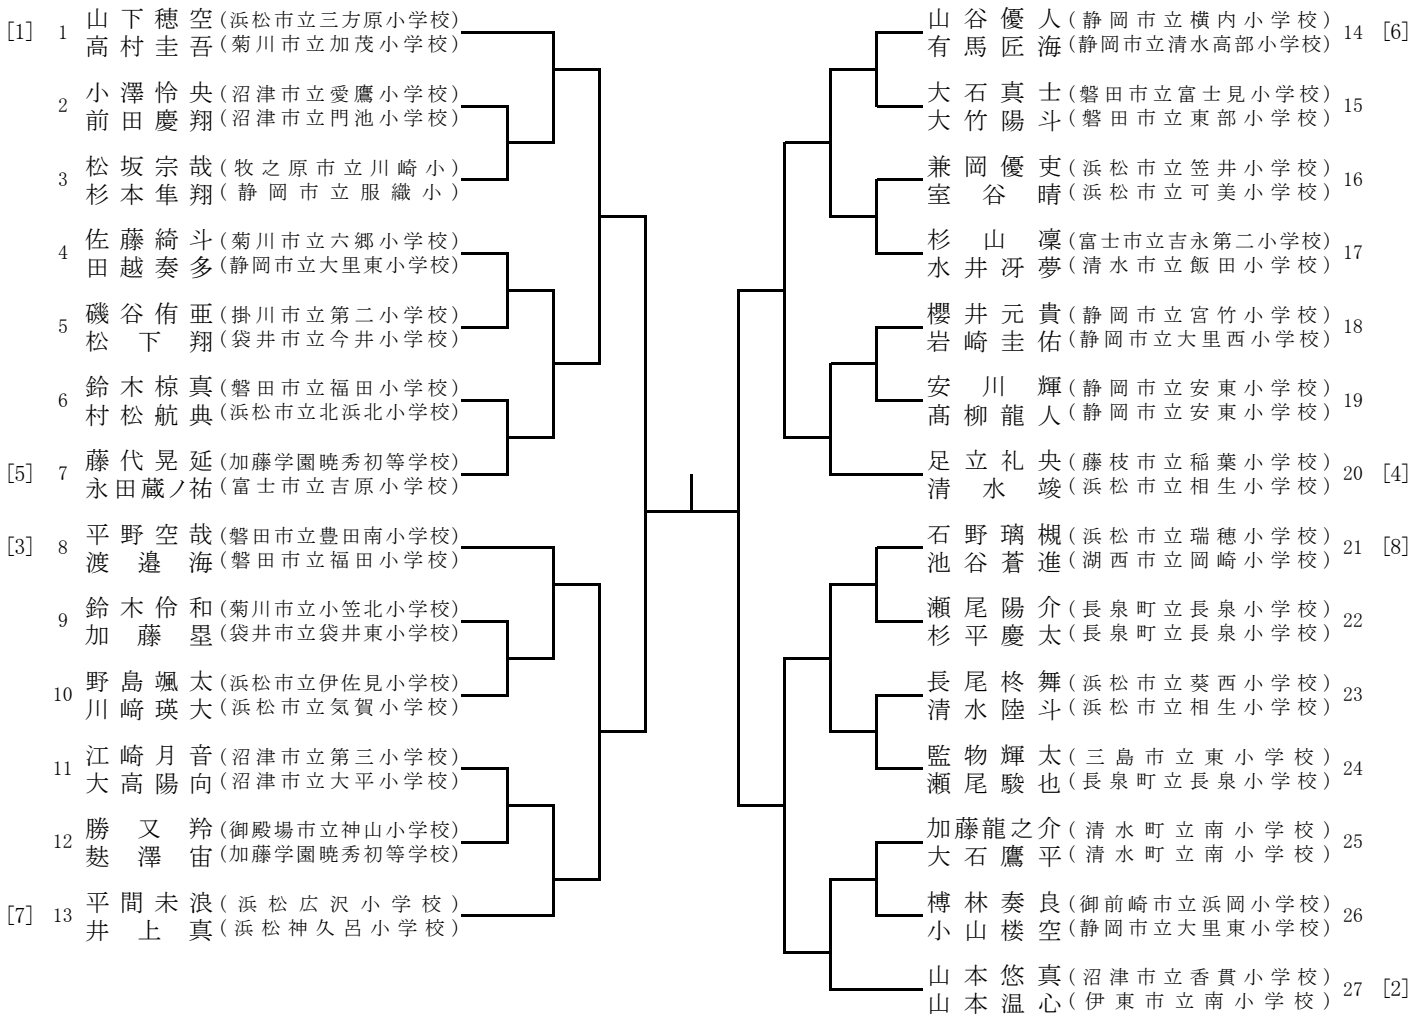 [1] 1 山下穂空(浜松市立三方原小学校)
高村圭吾(菊川市立加茂小学校)
2 小澤怜央(沼津市立愛鷹小学校)
前田慶翔(沼津市立門池小学校)
3 松坂宗哉(牧之原市立川崎小)
杉本隼翔(静岡市立服織小)
4 佐藤綺斗(菊川市立六郷小学校)
田越奏多(静岡市立大里東小学校)
5 磯谷侑亜(掛川市立第二小学校)
松下翔(袋井市立今井小学校)
6 鈴木椋真(磐田市立福田小学校)
村松航典(浜松市立北浜北小学校)
[5] 7 藤代晃延(加藤学園暁秀初等学校)
永田蔵ノ祐(富士市立吉原小学校)
[3] 8 平野空哉(磐田市立豊田南小学校)
渡邉海(磐田市立福田小学校)
9 鈴木伶和(菊川市立小笠北小学校)
加藤塁(袋井市立袋井東小学校)
10 野島颯太(浜松市立伊佐見小学校)
川﨑瑛大(浜松市立気賀小学校)
11 江崎月音(沼津市立第三小学校)
大高陽向(沼津市立大平小学校)
12 勝又羚(御殿場市立神山小学校)
麸澤宙(加藤学園暁秀初等学校)
[7] 13 平間未浪(浜松広沢小学校)
井上真(浜松神久呂小学校)
山谷優人(静岡市立横内小学校) 14 [6]
有馬匠海(静岡市立清水高部小学校)
大石真士(磐田市立富士見小学校) 15
大竹陽斗(磐田市立東部小学校)
兼岡優吏(浜松市立笠井小学校) 16
室谷晴(浜松市立可美小学校)
杉山凜(富士市立吉永第二小学校) 17
水井冴夢(清水市立飯田小学校)
櫻井元貴(静岡市立宮竹小学校) 18
岩崎圭佑(静岡市立大里西小学校)
安川輝(静岡市立安東小学校) 19
髙柳龍人(静岡市立安東小学校)
足立礼央(藤枝市立稲葉小学校) 20 [4]
清水竣(浜松市立相生小学校)
石野璃槻(浜松市立瑞穂小学校) 21 [8]
池谷蒼進(湖西市立岡崎小学校)
瀬尾陽介(長泉町立長泉小学校) 22
杉平慶太(長泉町立長泉小学校)
長尾柊舞(浜松市立葵西小学校) 23
清水陸斗(浜松市立相生小学校)
監物輝太(三島市立東小学校) 24
瀬尾駿也(長泉町立長泉小学校)
加藤龍之介(清水町立南小学校) 25
大石鷹平(清水町立南小学校)
榑林奏良(御前崎市立浜岡小学校) 26
小山楼空(静岡市立大里東小学校)
山本悠真(沼津市立香貫小学校) 27 [2]
山本温心(伊東市立南小学校)